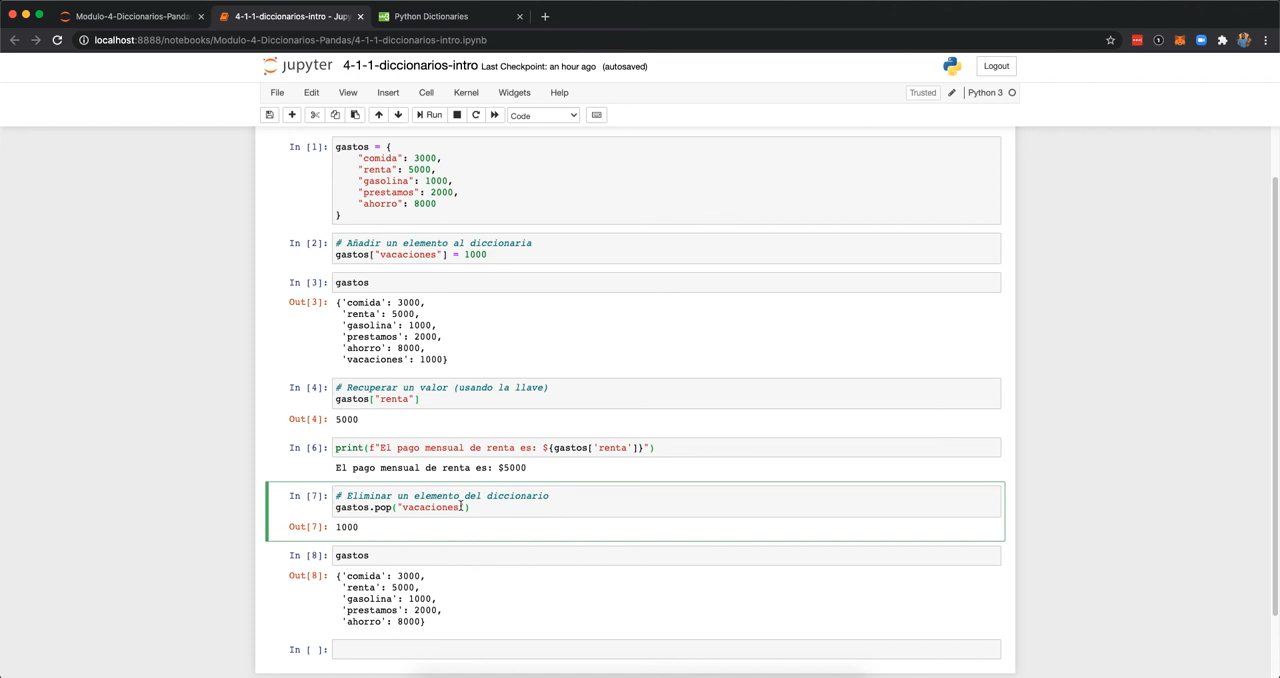 Modulo-4-Diccionarios-Panda
4-1-1-diccionarios-intro - Jupy
Python Dictionaries
localhost:8888/notebooks/Modulo-4-Diccionarios-Pandas/4-1-1-diccionarios-intro.ipynb
jupyter 4-1-1-diccionarios-intro Last Checkpoint: an hour ago (autosaved)
Logout
File Edit View Insert Cell Kernel Widgets Help
Trusted
Python 3
Run
Code
In [1]: gastos = {
"comida": 3000,
"renta": 5000,
"gasolina": 1000,
"prestamos": 2000,
"ahorro": 8000
}
In [2]: # Añadir un elemento al diccionaria
gastos["vacaciones"] = 1000
In [3]: gastos
Out[3]: {'comida': 3000,
'renta': 5000,
'gasolina': 1000,
'prestamos': 2000,
'ahorro': 8000,
'vacaciones': 1000}
In [4]: # Recuperar un valor (usando la llave)
gastos["renta"]
Out[4]: 5000
In [6]: print(f"El pago mensual de renta es: ${gastos['renta']}")
El pago mensual de renta es: $5000
In [7]: # Eliminar un elemento del diccionario
gastos.pop("vacaciones")
Out[7]: 1000
In [8]: gastos
Out[8]: {'comida': 3000,
'renta': 5000,
'gasolina': 1000,
'prestamos': 2000,
'ahorro': 8000}
In [ ]: